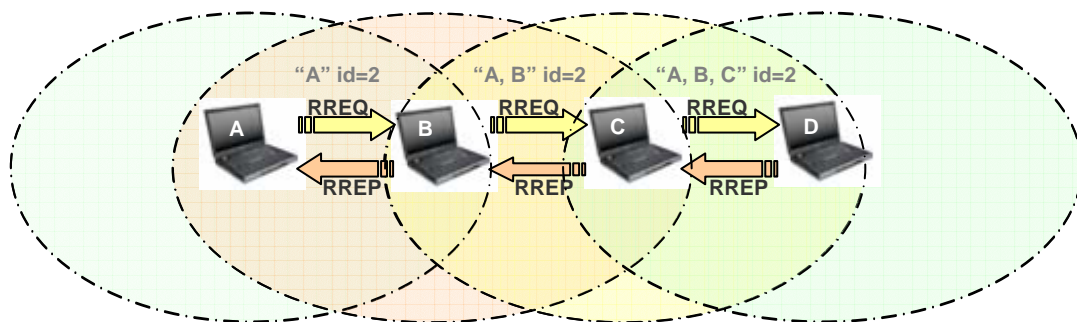 “A” id=2 “A, B” id=2 “A, B, C” id=2
RREQ RREQ RREQ
A B C D
RREP RREP RREP